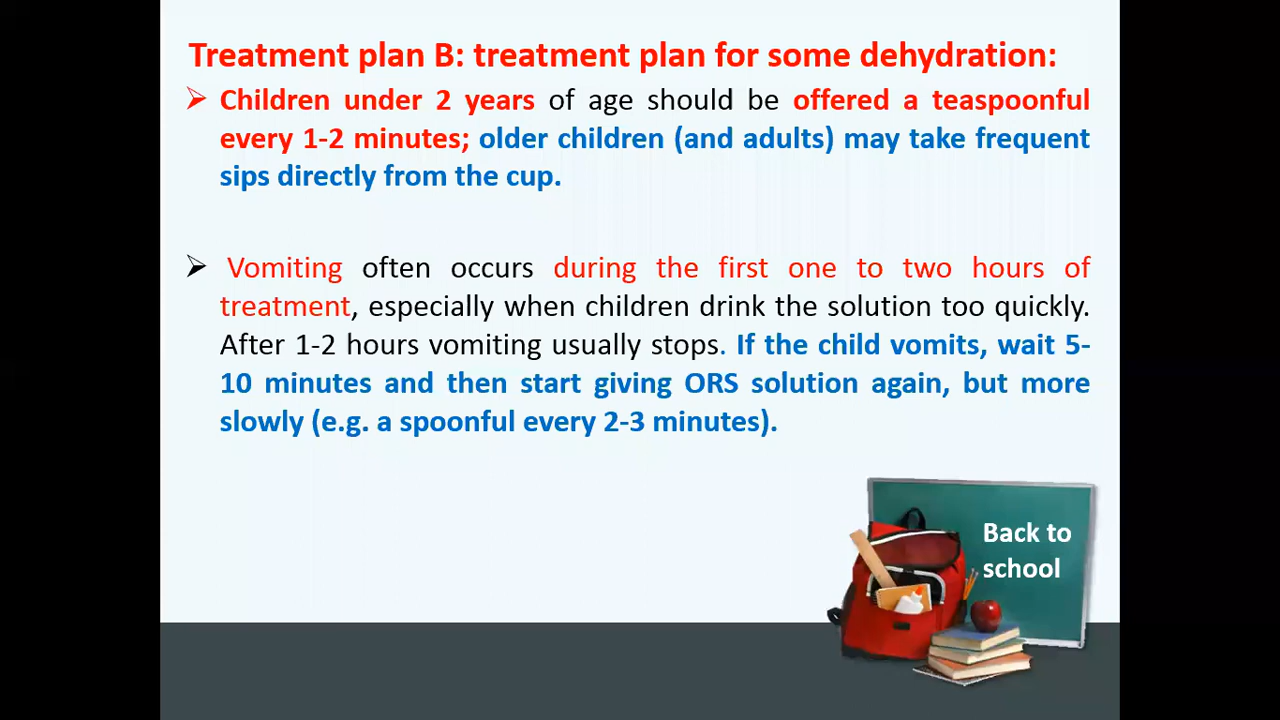 Treatment plan B: treatment plan for some dehydration:
➢ Children under 2 years of age should be offered a teaspoonful
every 1-2 minutes; older children (and adults) may take frequent
sips directly from the cup.
➢ Vomiting often occurs during the first one to two hours of
treatment, especially when children drink the solution too quickly.
After 1-2 hours vomiting usually stops. If the child vomits, wait 5-
10 minutes and then start giving ORS solution again, but more
slowly (e.g. a spoonful every 2-3 minutes).
Back to
school